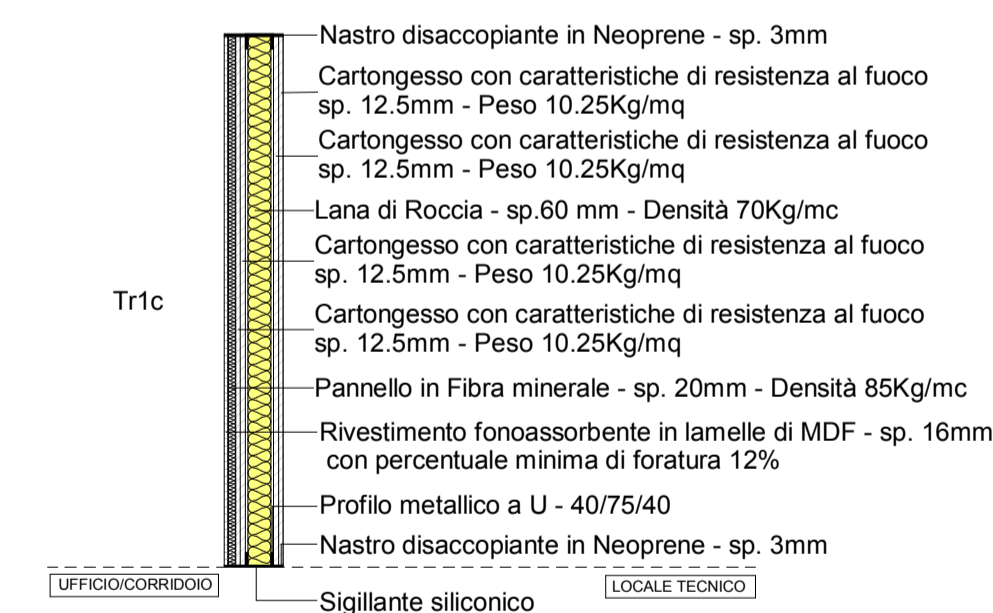 Nastro disaccopiante in Neoprene - sp. 3mm
Cartongesso con caratteristiche di resistenza al fuoco
sp. 12.5mm - Peso 10.25Kg/mq
Cartongesso con caratteristiche di resistenza al fuoco
sp. 12.5mm - Peso 10.25Kg/mq
Lana di Roccia - sp.60 mm - Densità 70Kg/mc
Cartongesso con caratteristiche di resistenza al fuoco
sp. 12.5mm - Peso 10.25Kg/mq
Tr1c
Cartongesso con caratteristiche di resistenza al fuoco
sp. 12.5mm - Peso 10.25Kg/mq
Pannello in Fibra minerale - sp. 20mm - Densità 85Kg/mc
Rivestimento fonoassorbente in lamelle di MDF - sp. 16mm
con percentuale minima di foratura 12%
Profilo metallico a U - 40/75/40
Nastro disaccopiante in Neoprene - sp. 3mm
UFFICIO/CORRIDOIO
LOCALE TECNICO
Sigillante siliconico